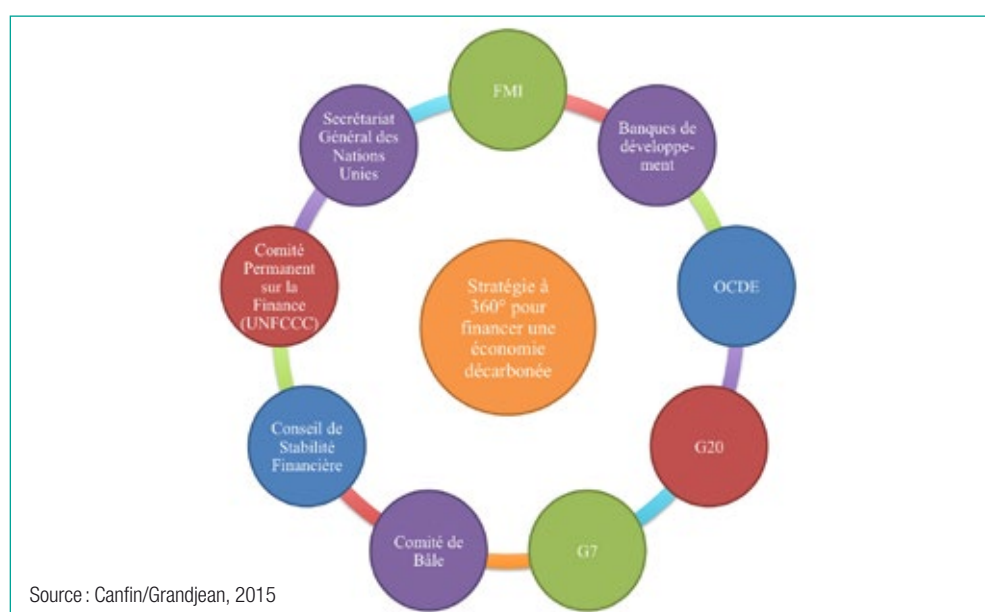 FMI
Banques de
développe-
ment
OCDE
G20
G7
Comité de
Bâle
Conseil de
Stabilité
Financière
Comité
Permanent
sur la
Finance
(UNFCCC)
Secrétariat
Général des
Nations
Unies
Stratégie à
360° pour
financer une
économie
décarbonée
Source : Canfin/Grandjean, 2015